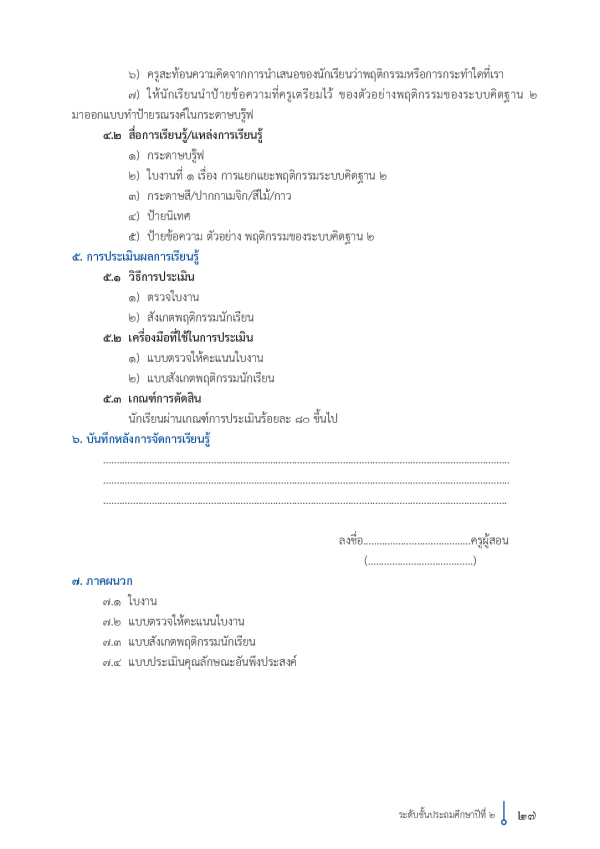 ๖) ครูสะท้อนความคิดจากการนำเสนอของนักเรียนว่าพฤติกรรมหรือการกระทำใดที่เรา
๗) ให้นักเรียนนำป้ายข้อความที่ครูเตรียมไว้ ของตัวอย่างพฤติกรรมของระบบคิดฐาน ๒
มาออกแบบทำป้ายรณรงค์ในกระดาษบรู๊ฟ
๔.๒ สื่อการเรียนรู้/แหล่งการเรียนรู้
๑) กระดาษบรู๊ฟ
๒) ใบงานที่ ๑ เรื่อง การแยกแยะพฤติกรรมระบบคิดฐาน ๒
๓) กระดาษสี/ปากกาเมจิก/สีไม้/กาว
๔) ป้ายนิเทศ
๕) ป้ายข้อความ ตัวอย่าง พฤติกรรมของระบบคิดฐาน ๒
๕. การประเมินผลการเรียนรู้
๕.๑ วิธีการประเมิน
๑) ตรวจใบงาน
๒) สังเกตพฤติกรรมนักเรียน
๕.๒ เครื่องมือที่ใช้ในการประเมิน
๑) แบบตรวจให้คะแนนใบงาน
๒) แบบสังเกตพฤติกรรมนักเรียน
๕.๓ เกณฑ์การตัดสิน
นักเรียนผ่านเกณฑ์การประเมินร้อยละ ๘๐ ขึ้นไป
๖. บันทึกหลังการจัดการเรียนรู้
................................................................................
................................................................................
................................................................................
ลงชื่อ........................................ครูผู้สอน
(.......................................)
๗. ภาคผนวก
๗.๑ ใบงาน
๗.๒ แบบตรวจให้คะแนนใบงาน
๗.๓ แบบสังเกตพฤติกรรมนักเรียน
๗.๔ แบบประเมินคุณลักษณะอันพึงประสงค์
ระดับชั้นประถมศึกษาปีที่ ๒ ๒๗